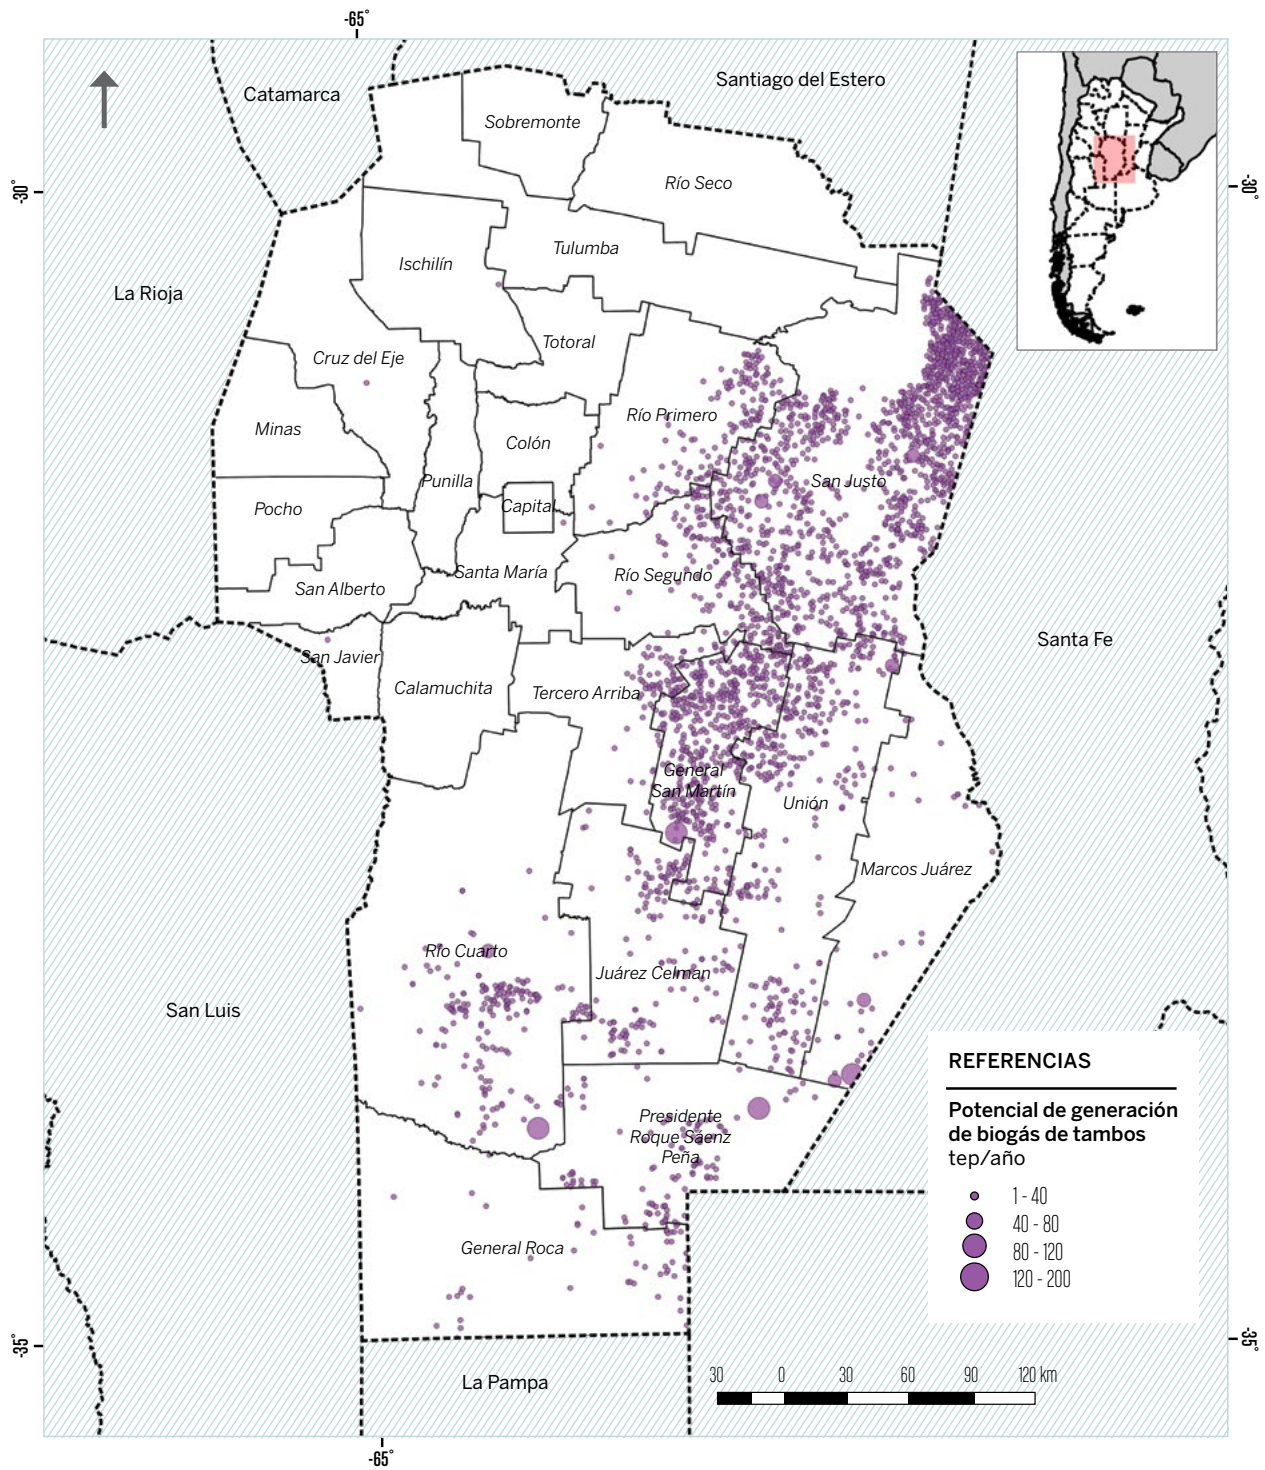 -65°
Catamarca
Santiago del Estero
Sobremonte
Río Seco
-30°
-30°
Tulumba
Ischilín
La Rioja
Totoral
Cruz del Eje
Río Primero
Minas
Colón
Punilla
San Justo
Pocho
Capital
Santa María
Río Segundo
San Alberto
Santa Fe
San Javier
Calamuchita
Tercero Arriba
General
San Martín
Unión
Marcos Juárez
Río Cuarto
Juárez Celman
San Luis
REFERENCIAS
Potencial de generación
de biogás de tambos
tep/año
1 - 40
40 - 80
80 - 120
120 - 200
Presidente
Roque Sáenz
Peña
General Roca
-35°
-35°
La Pampa
30 0 30 60 90 120 km
-65°